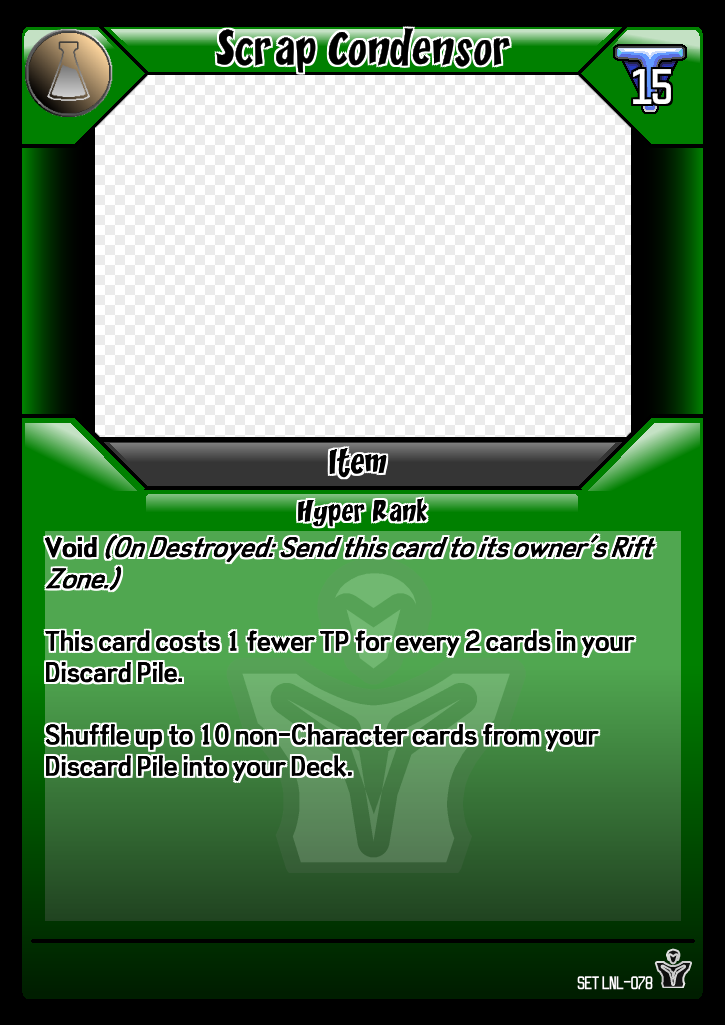 Scrap Condensor
15
Item
Hyper Rank
Void (On Destroyed: Send this card to its owner's Rift
Zone.)
This card costs 1 fewer TP for every 2 cards in your
Discard Pile.
Shuffle up to 10 non-Character cards from your
Discard Pile into your Deck.
SET LNL-078